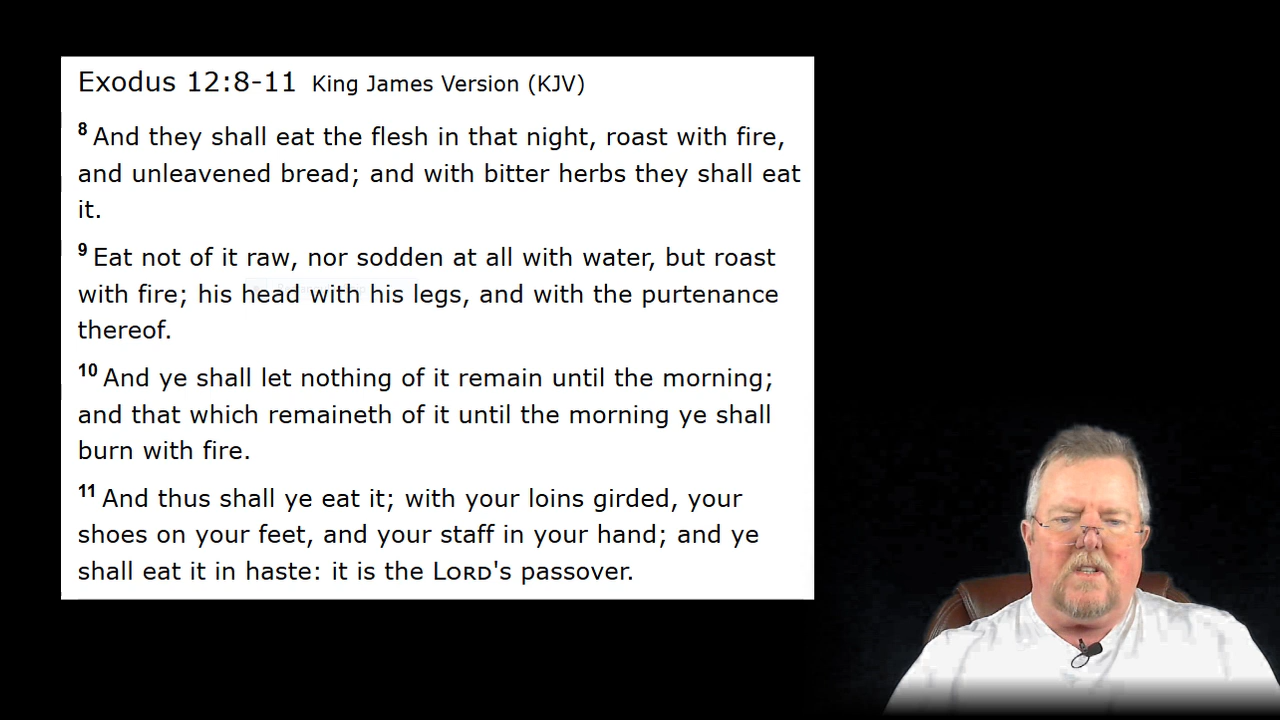 Exodus 12:8-11 King James Version (KJV)
8 And they shall eat the flesh in that night, roast with fire,
and unleavened bread; and with bitter herbs they shall eat
it.
9 Eat not of it raw, nor sodden at all with water, but roast
with fire; his head with his legs, and with the purtenance
thereof.
10 And ye shall let nothing of it remain until the morning;
and that which remaineth of it until the morning ye shall
burn with fire.
11 And thus shall ye eat it; with your loins girded, your
shoes on your feet, and your staff in your hand; and ye
shall eat it in haste: it is the LORD's passover.